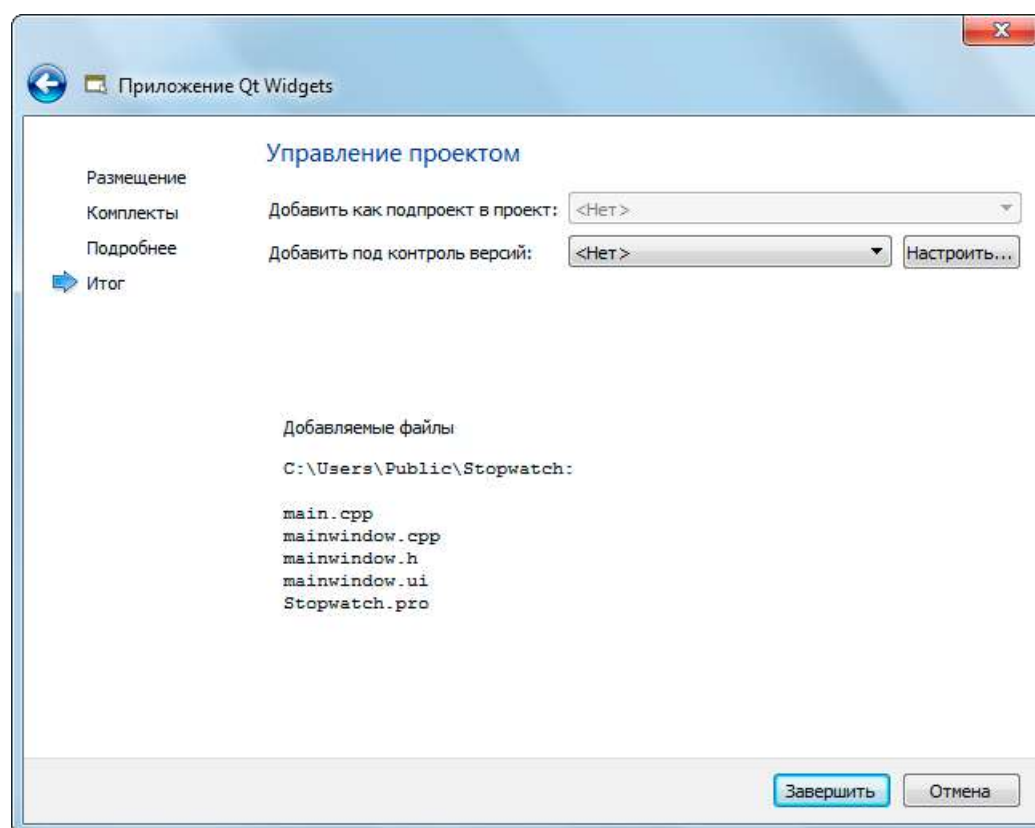 Приложение Qt Widgets
Управление проектом
Размещение
Комплекты
Подробнее
Итог
Добавить как подпроект в проект: <Нет>
Добавить под контроль версий: <Нет> Настроить...
Добавляемые файлы
C:\Users\Public\Stopwatch:
main.cpp
mainwindow.cpp
mainwindow.h
mainwindow.ui
Stopwatch.pro
Завершить Отмена